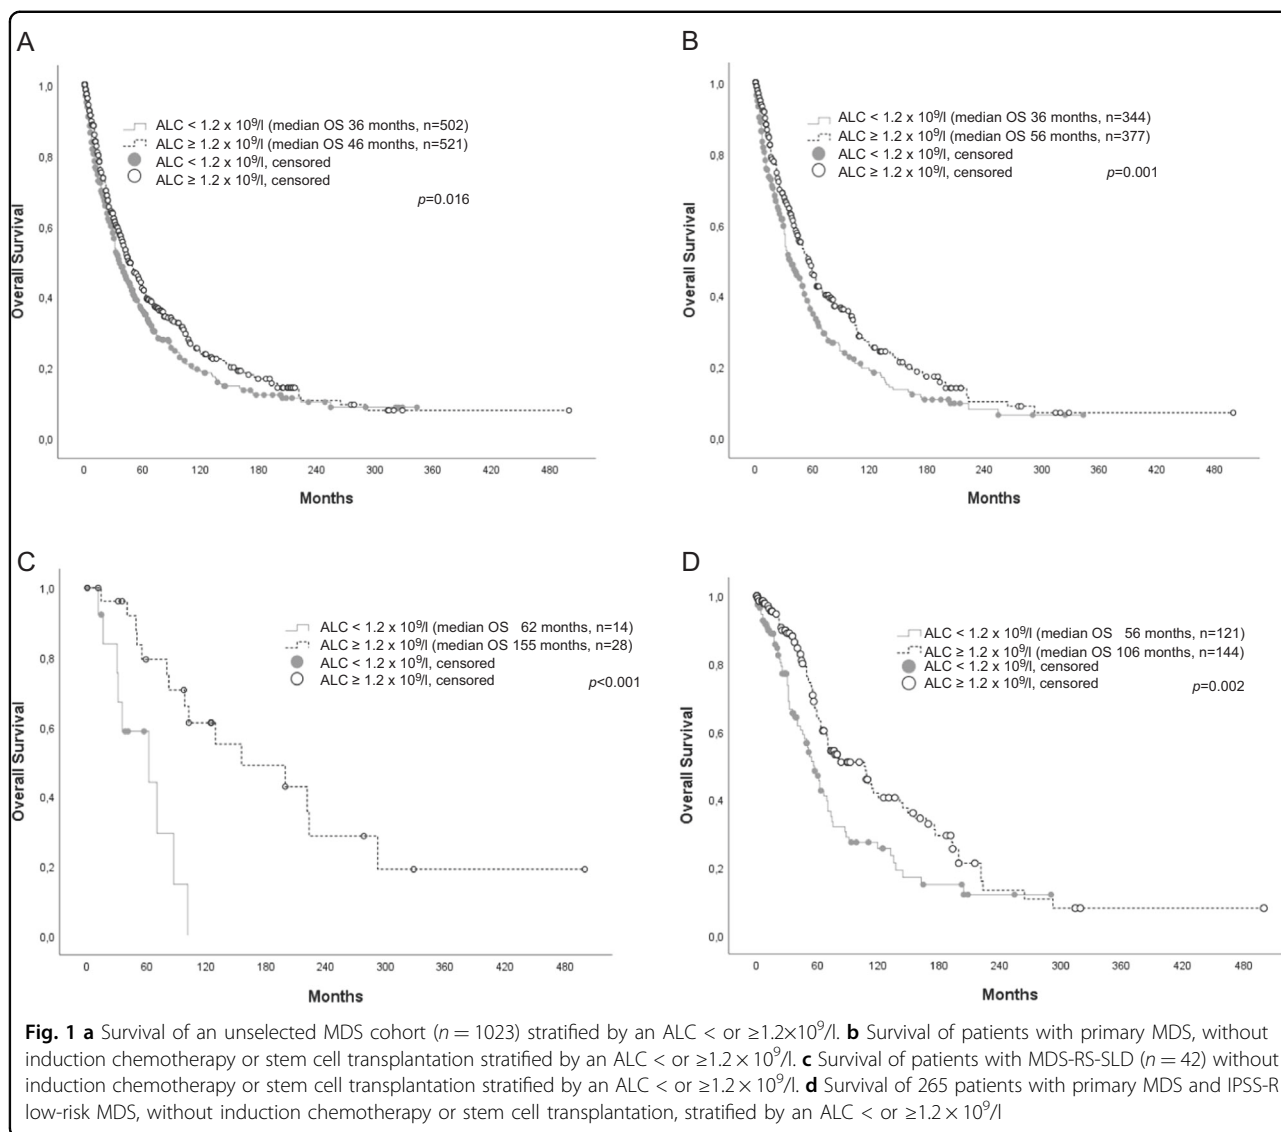 A
1,0
0,8
0,6
0,4
0,2
0,0
Overall Survival
ALC < 1.2 x 10⁹/l (median OS 36 months, n=502)
ALC ≥ 1.2 x 10⁹/l (median OS 46 months, n=521)
ALC < 1.2 x 10⁹/l, censored
ALC ≥ 1.2 x 10⁹/l, censored
p=0.016
0 60 120 180 240 300 360 420 480
Months
B
1,0
0,8
0,6
0,4
0,2
0,0
Overall Survival
ALC < 1.2 x 10⁹/l (median OS 36 months, n=344)
ALC ≥ 1.2 x 10⁹/l (median OS 56 months, n=377)
ALC < 1.2 x 10⁹/l, censored
ALC ≥ 1.2 x 10⁹/l, censored
p=0.001
0 60 120 180 240 300 360 420 480
Months
C
1,0
0,8
0,6
0,4
0,2
0,0
Overall Survival
ALC < 1.2 x 10⁹/l (median OS 62 months, n=14)
ALC ≥ 1.2 x 10⁹/l (median OS 155 months, n=28)
ALC < 1.2 x 10⁹/l, censored
ALC ≥ 1.2 x 10⁹/l, censored
p<0.001
0 60 120 180 240 300 360 420 480
Months
D
1,0
0,8
0,6
0,4
0,2
0,0
Overall Survival
ALC < 1.2 x 10⁹/l (median OS 56 months, n=121)
ALC ≥ 1.2 x 10⁹/l (median OS 106 months, n=144)
ALC < 1.2 x 10⁹/l, censored
ALC ≥ 1.2 x 10⁹/l, censored
p=0.002
0 60 120 180 240 300 360 420 480
Months
Fig. 1 a Survival of an unselected MDS cohort (n = 1023) stratified by an ALC < or ≥1.2×10⁹/l. b Survival of patients with primary MDS, without
induction chemotherapy or stem cell transplantation stratified by an ALC < or ≥1.2 × 10⁹/l. c Survival of patients with MDS-RS-SLD (n = 42) without
induction chemotherapy or stem cell transplantation stratified by an ALC < or ≥1.2 × 10⁹/l. d Survival of 265 patients with primary MDS and IPSS-R
low-risk MDS, without induction chemotherapy or stem cell transplantation, stratified by an ALC < or ≥1.2 × 10⁹/l